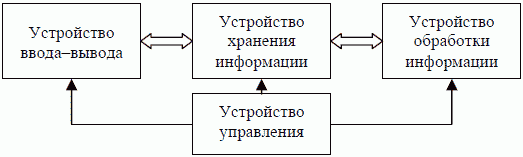 Устройство
ввода–вывода
Устройство
хранения
информации
Устройство
обработки
информации
Устройство
управления